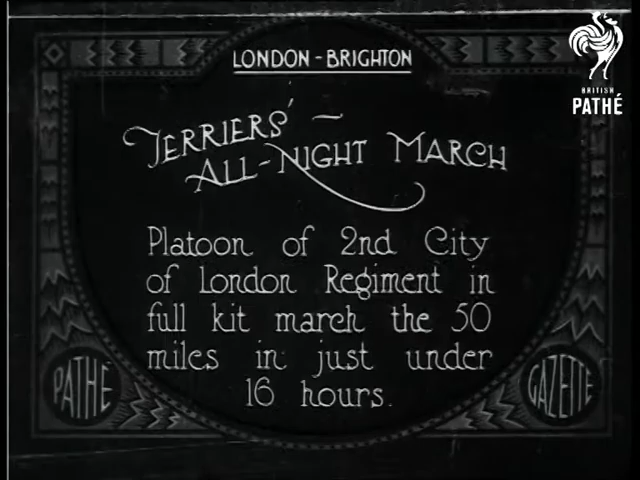 LONDON - BRIGHTON
BRITISH
PATHÉ
TERRIERS' -
ALL-NIGHT MARCH
Platoon of 2nd City
of London Regiment in
full kit march the 50
miles in just under
16 hours.
PATHÉ
GAZETTE